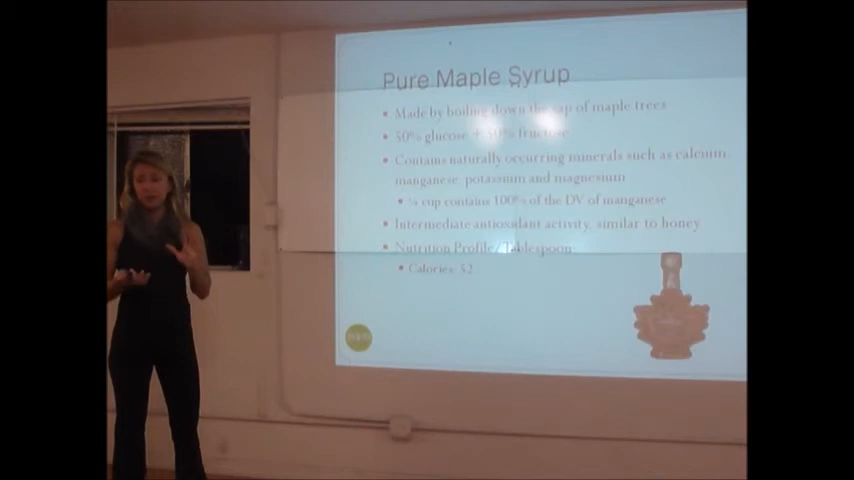 Pure Maple Syrup
Made by boiling down the sap of maple trees
50% glucose + 50% fructose
Contains naturally occurring minerals such as calcium,
manganese, potassium and magnesium
¼ cup contains 100% of the DV of manganese
Intermediate antioxidant activity, similar to honey
Nutrition Profile/Tablespoon
Calories: 52